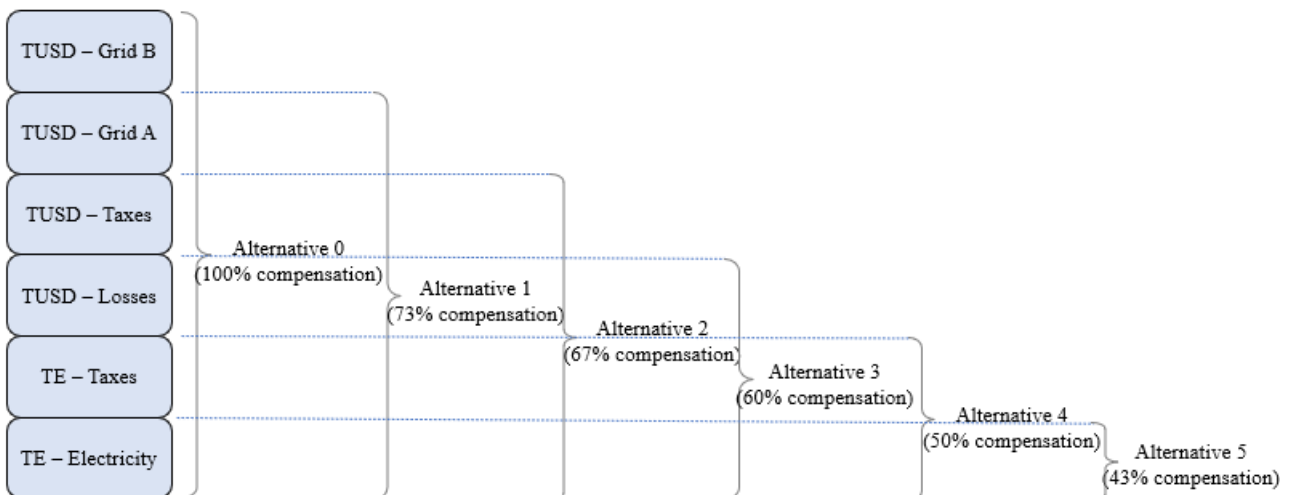 TUSD – Grid B
TUSD – Grid A
TUSD – Taxes
TUSD – Losses
TE – Taxes
TE – Electricity
Alternative 0
(100% compensation)
Alternative 1
(73% compensation)
Alternative 2
(67% compensation)
Alternative 3
(60% compensation)
Alternative 4
(50% compensation)
Alternative 5
(43% compensation)